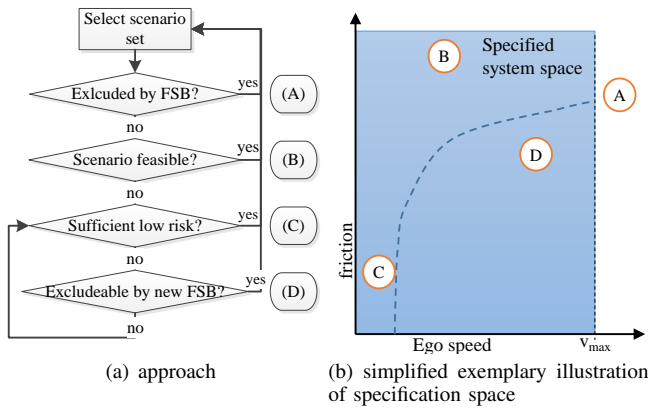 Select scenario
set
Exlcuded by FSB?
yes
(A)
no
Scenario feasible?
yes
(B)
no
Sufficient low risk?
yes
(C)
no
Excludeable by new FSB?
yes
(D)
no
(a) approach
Specified
system space
B
A
D
C
friction
Ego speed
vmax
(b) simplified exemplary illustration
of specification space